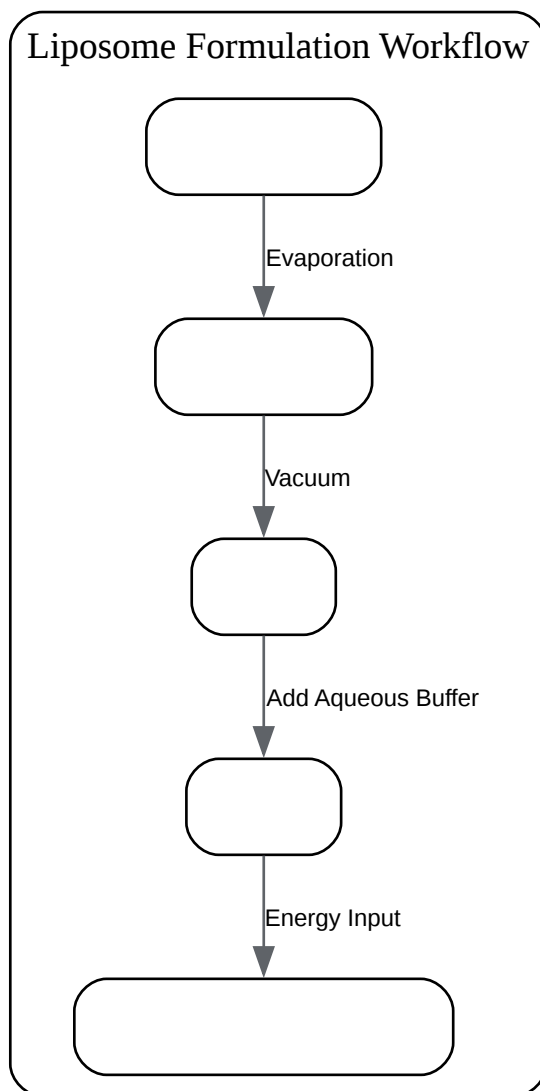 Liposome Formulation Workflow
Evaporation
Vacuum
Add Aqueous Buffer
Energy Input